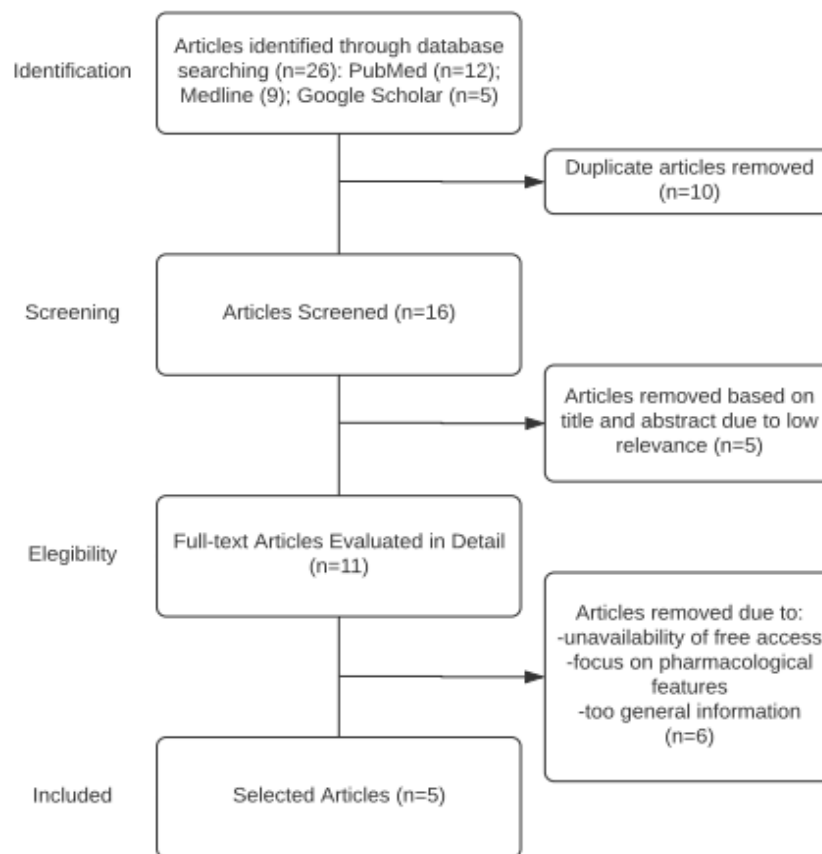 Identification
Articles identified through database
searching (n=26): PubMed (n=12);
Medline (9); Google Scholar (n=5)
Duplicate articles removed
(n=10)
Screening
Articles Screened (n=16)
Articles removed based on
title and abstract due to low
relevance (n=5)
Elegibility
Full-text Articles Evaluated in Detail
(n=11)
Articles removed due to:
-unavailability of free access
-focus on pharmacological
features
-too general information
(n=6)
Included
Selected Articles (n=5)